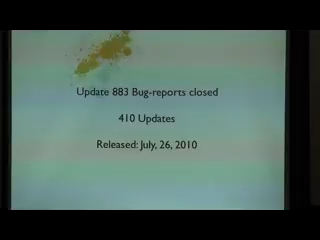 Update 883 Bug-reports closed
410 Updates
Released: July, 26, 2010